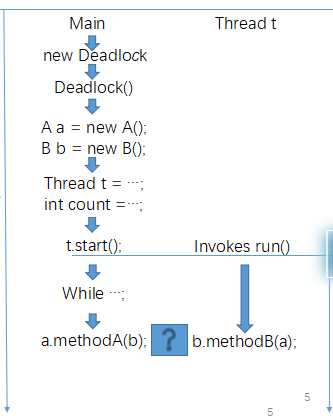 Main Thread t
new Deadlock
Deadlock()
A a = new A();
B b = new B();
Thread t = ···;
int count =···;
t.start(); Invokes run()
While ···;
a.methodA(b); ? b.methodB(a);
5
5